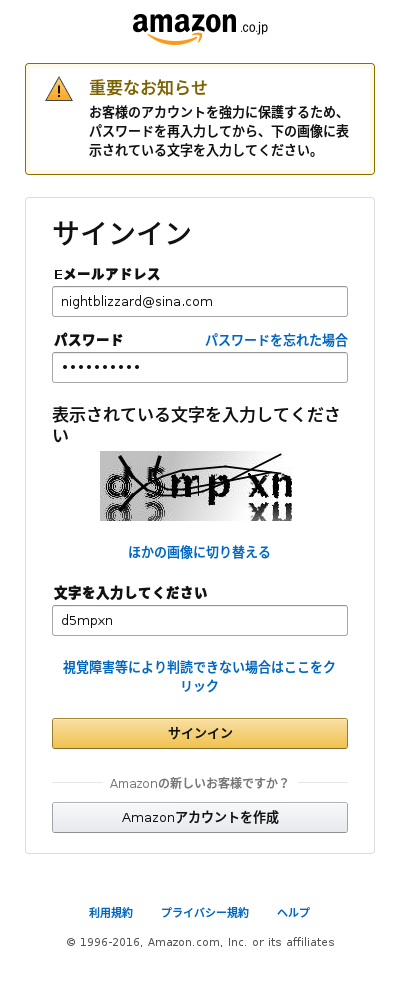 amazon.co.jp
重要なお知らせ
お客様のアカウントを強力に保護するため、
パスワードを再入力してから、下の画像に表
示されている文字を入力してください。
サインイン
Eメールアドレス
nightblizzard@sina.com
パスワード パスワードを忘れた場合
••••••••••
表示されている文字を入力してくださ
い
d5mpxn
ほかの画像に切り替える
文字を入力してください
d5mpxn
視覚障害等により判読できない場合はここをク
リック
サインイン
Amazonの新しいお客様ですか？
Amazonアカウントを作成
利用規約 プライバシー規約 ヘルプ
© 1996-2016, Amazon.com, Inc. or its affiliates